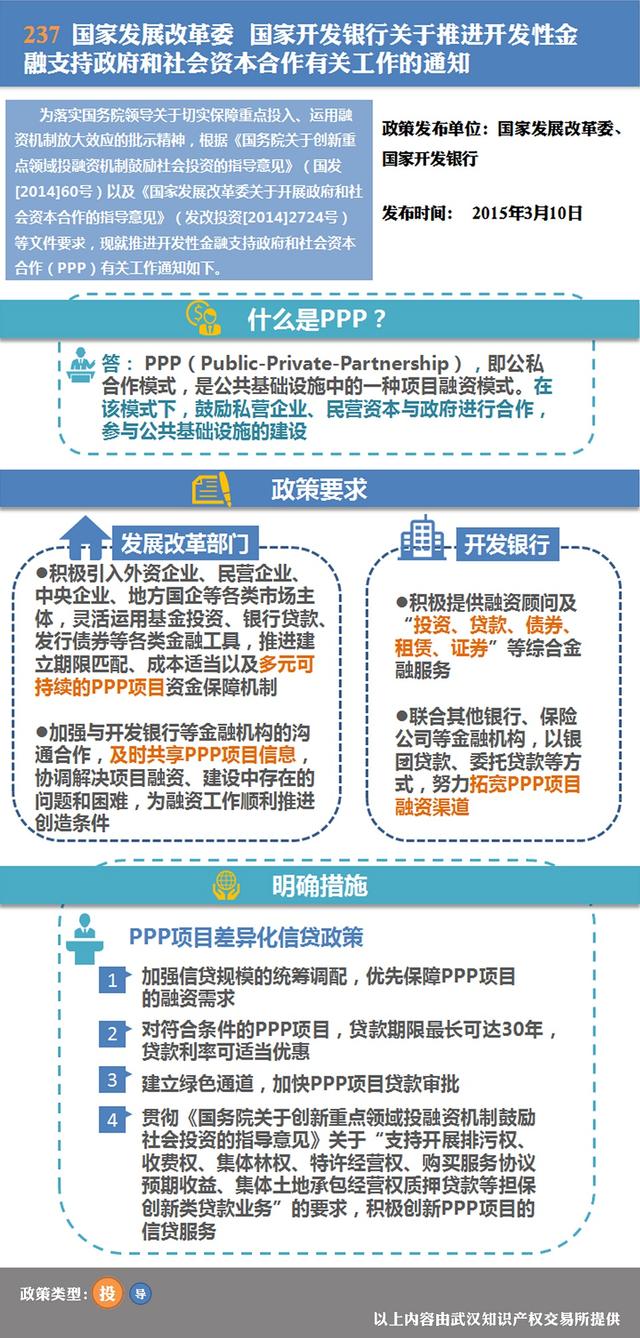 237 国家发展改革委 国家开发银行关于推进开发性金
融支持政府和社会资本合作有关工作的通知
为落实国务院领导关于切实保障重点投入、运用融
资机制放大效应的批示精神，根据《国务院关于创新重
点领域投融资机制鼓励社会投资的指导意见》（国发
[2014]60号）以及《国家发展改革委关于开展政府和社
会资本合作的指导意见》（发改投资[2014]2724号）
等文件要求，现就推进开发性金融支持政府和社会资本
合作（PPP）有关工作通知如下。
政策发布单位：国家发展改革委、
国家开发银行
发布时间： 2015年3月10日
什么是PPP？
答： PPP（Public-Private-Partnership），即公私
合作模式，是公共基础设施中的一种项目融资模式。在
该模式下，鼓励私营企业、民营资本与政府进行合作，
参与公共基础设施的建设
政策要求
发展改革部门
●积极引入外资企业、民营企业、
中央企业、地方国企等各类市场主
体，灵活运用基金投资、银行贷款、
发行债券等各类金融工具，推进建
立期限匹配、成本适当以及多元可
持续的PPP项目资金保障机制
●加强与开发银行等金融机构的沟
通合作，及时共享PPP项目信息，
协调解决项目融资、建设中存在的
问题和困难，为融资工作顺利推进
创造条件
开发银行
●积极提供融资顾问及
“投资、贷款、债券、
租赁、证券”等综合金
融服务
●联合其他银行、保险
公司等金融机构，以银
团贷款、委托贷款等方
式，努力拓宽PPP项目
融资渠道
明确措施
PPP项目差异化信贷政策
1 加强信贷规模的统筹调配，优先保障PPP项目
的融资需求
2 对符合条件的PPP项目，贷款期限最长可达30年，
贷款利率可适当优惠
3 建立绿色通道，加快PPP项目贷款审批
4 贯彻《国务院关于创新重点领域投融资机制鼓励
社会投资的指导意见》关于“支持开展排污权、
收费权、集体林权、特许经营权、购买服务协议
预期收益、集体土地承包经营权质押贷款等担保
创新类贷款业务”的要求，积极创新PPP项目的
信贷服务
政策类型： 投 导
以上内容由武汉知识产权交易所提供